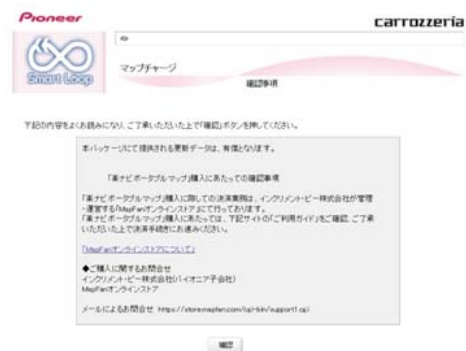 Pioneer
carrozzeria
Smart Loop
マップチャージ
確認事項
下記の内容をよくお読みになり、ご了承いただいた上で「確認」ボタンを押してください。
本パッケージにて提供される更新データは、有償となります。
「楽ナビポータブルマップ」購入にあたっての確認事項
「楽ナビポータブルマップ」購入に際しての決済業務は、インクリメント・ピー株式会社が管理
・運営する「MapFanオンラインストア」にて行っております。
「楽ナビポータブルマップ」購入にあたっては、下記サイトの「ご利用ガイド」をご確認、ご了承
いただいた上で決済手続きにお進みください。
「MapFanオンラインストアについて」
◆ご購入に関するお問合せ
インクリメント・ピー株式会社(パイオニア子会社)
MapFanオンラインストア
メールによるお問合せ https://store.mapfan.com/cgi-bin/support1.cgi
確認